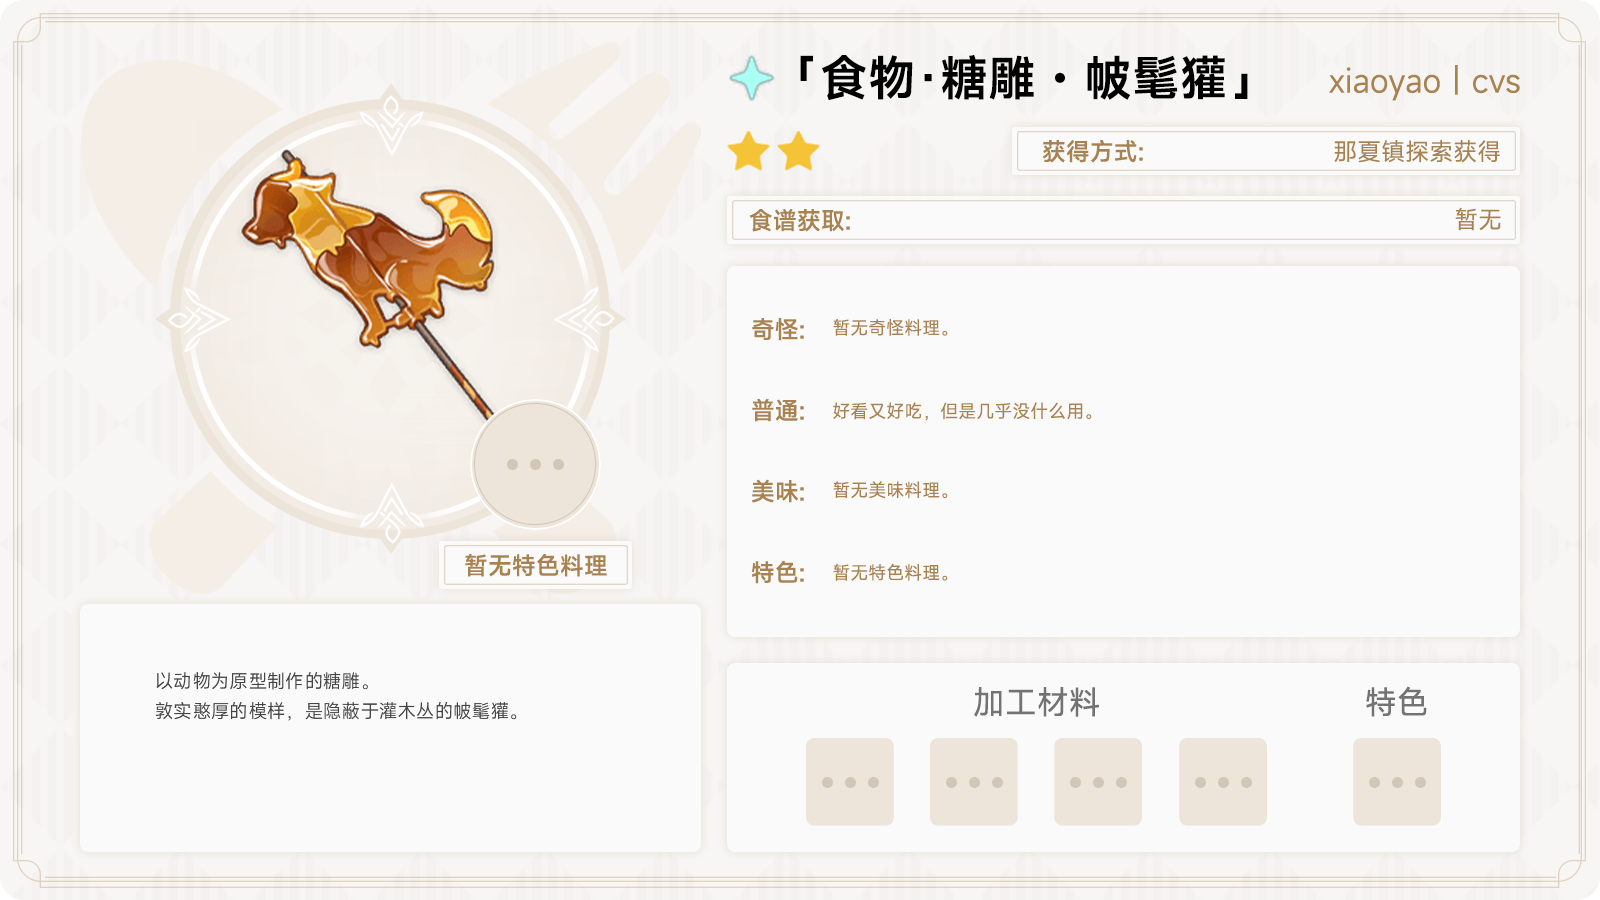 「食物·糖雕·帔髦獾」
xiaoyao | cvs
获得方式: 那夏镇探索获得
食谱获取: 暂无
奇怪: 暂无奇怪料理。
普通: 好看又好吃，但是几乎没什么用。
美味: 暂无美味料理。
特色: 暂无特色料理。
暂无特色料理
以动物为原型制作的糖雕。
敦实憨厚的模样，是隐蔽于灌木丛的帔髦獾。
加工材料 特色